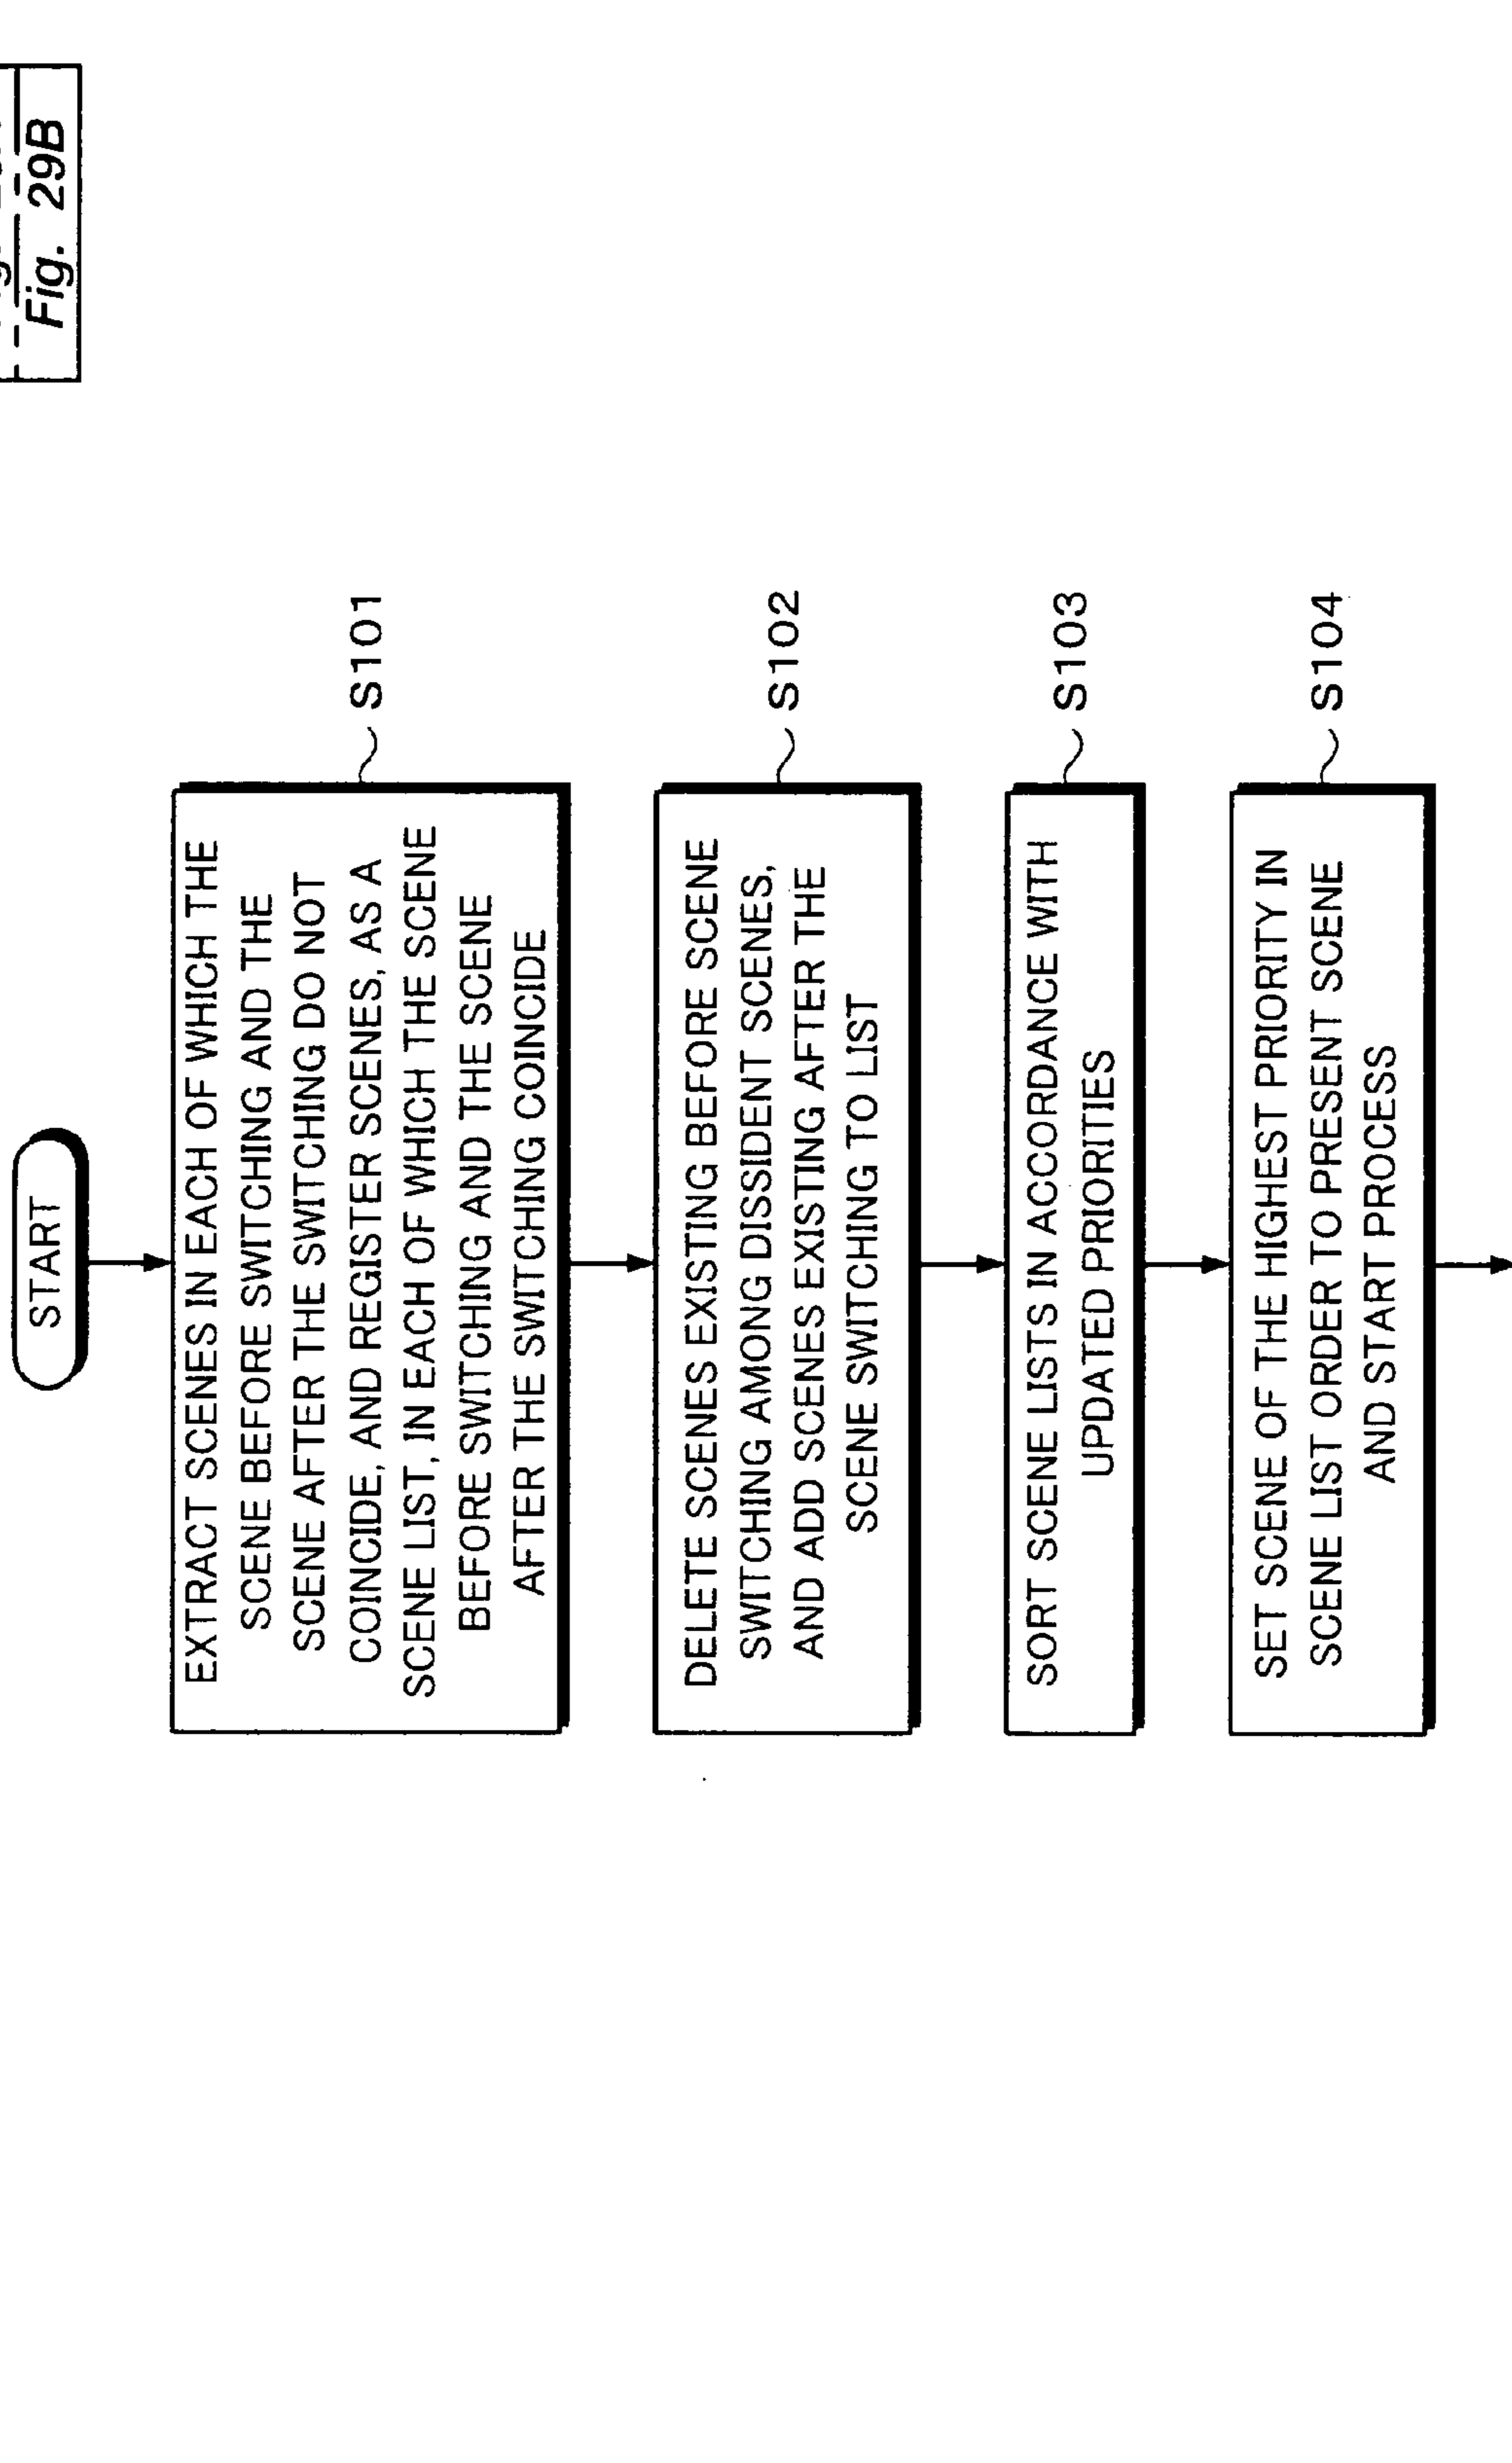 Fig. 29B
START
EXTRACT SCENES IN EACH OF WHICH THE
SCENE BEFORE SWITCHING AND THE
SCENE AFTER THE SWITCHING DO NOT
COINCIDE, AND REGISTER SCENES, AS A
SCENE LIST, IN EACH OF WHICH THE SCENE
BEFORE SWITCHING AND THE SCENE
AFTER THE SWITCHING COINCIDE
S101
DELETE SCENES EXISTING BEFORE SCENE
SWITCHING AMONG DISSIDENT SCENES,
AND ADD SCENES EXISTING AFTER THE
SCENE SWITCHING TO LIST
S102
SORT SCENE LISTS IN ACCORDANCE WITH
UPDATED PRIORITIES
S103
SET SCENE OF THE HIGHEST PRIORITY IN
SCENE LIST ORDER TO PRESENT SCENE
AND START PROCESS
S104